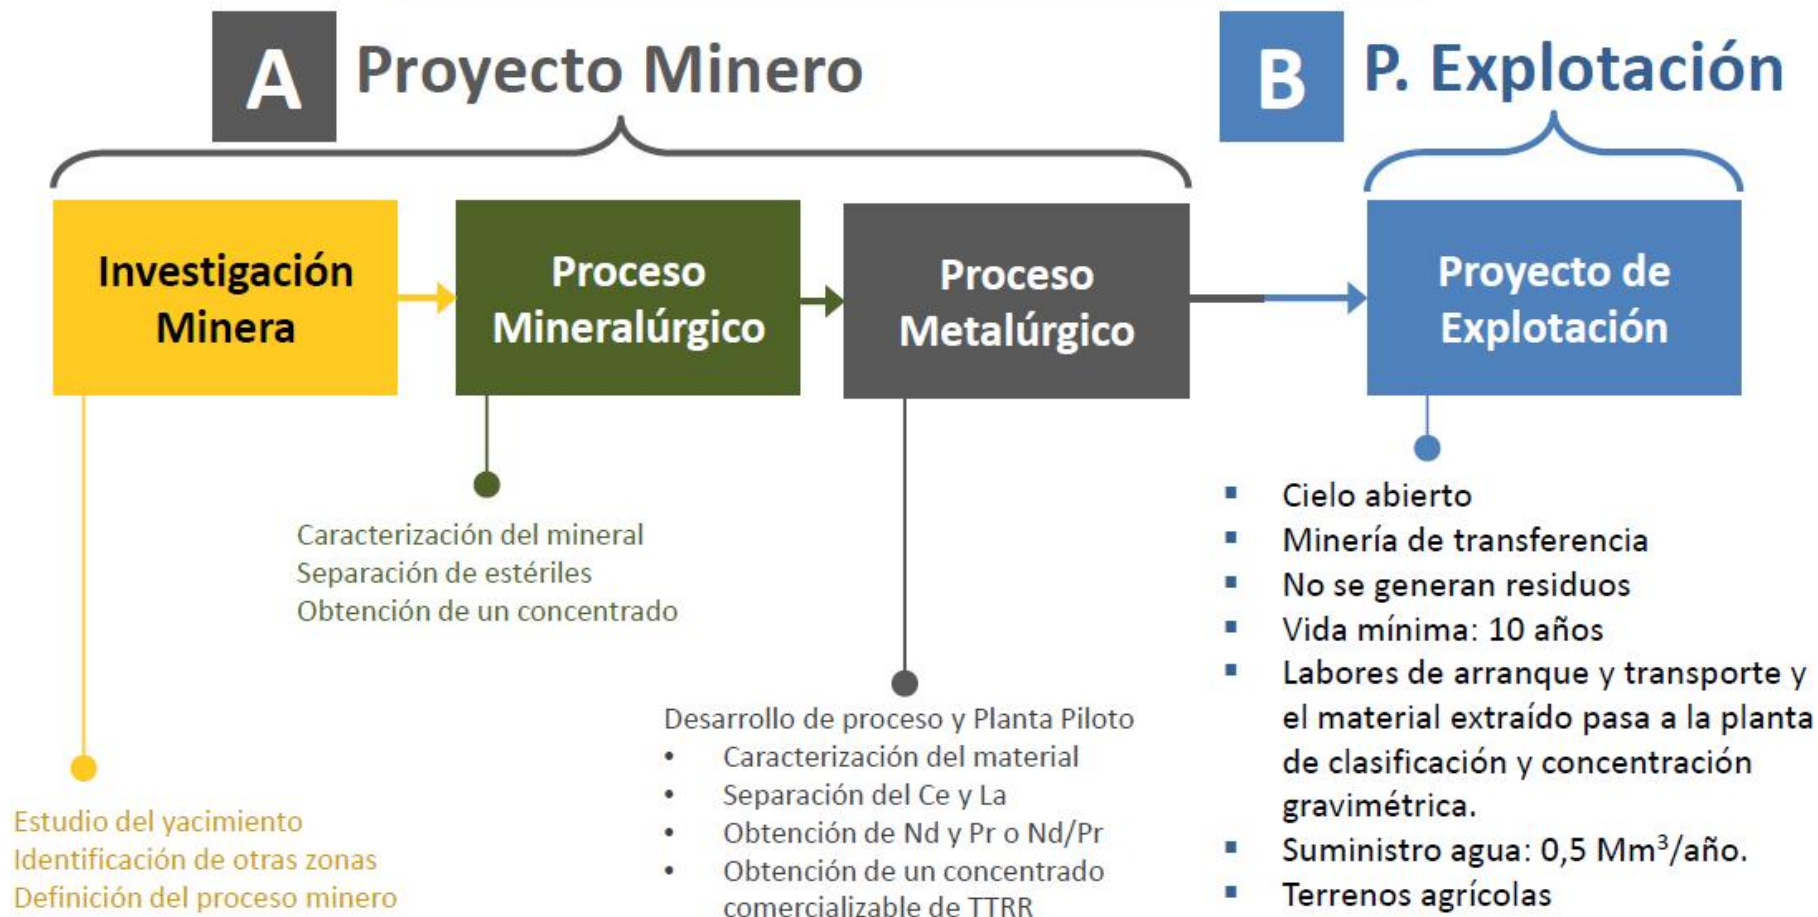 A Proyecto Minero
B P. Explotación
Investigación
Minera
Proceso
Mineralúrgico
Proceso
Metalúrgico
Proyecto de
Explotación
Estudio del yacimiento
Identificación de otras zonas
Definición del proceso minero
Caracterización del mineral
Separación de estériles
Obtención de un concentrado
Desarrollo de proceso y Planta Piloto
• Caracterización del material
• Separación del Ce y La
• Obtención de Nd y Pr o Nd/Pr
• Obtención de un concentrado
comercializable de TTRR
▪ Cielo abierto
▪ Minería de transferencia
▪ No se generan residuos
▪ Vida mínima: 10 años
▪ Labores de arranque y transporte y
el material extraído pasa a la planta
de clasificación y concentración
gravimétrica.
▪ Suministro agua: 0,5 Mm³/año.
▪ Terrenos agrícolas